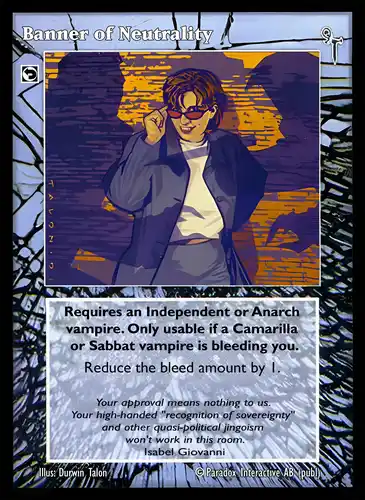 Banner of Neutrality
TALON.O
Requires an Independent or Anarch
vampire. Only usable if a Camarilla
or Sabbat vampire is bleeding you.
Reduce the bleed amount by 1.
Your approval means nothing to us.
Your high-handed "recognition of sovereignty"
and other quasi-political jingoism
won't work in this room.
Isabel Giovanni
Illus: Durwin Talon
© Paradox Interactive AB (publ)